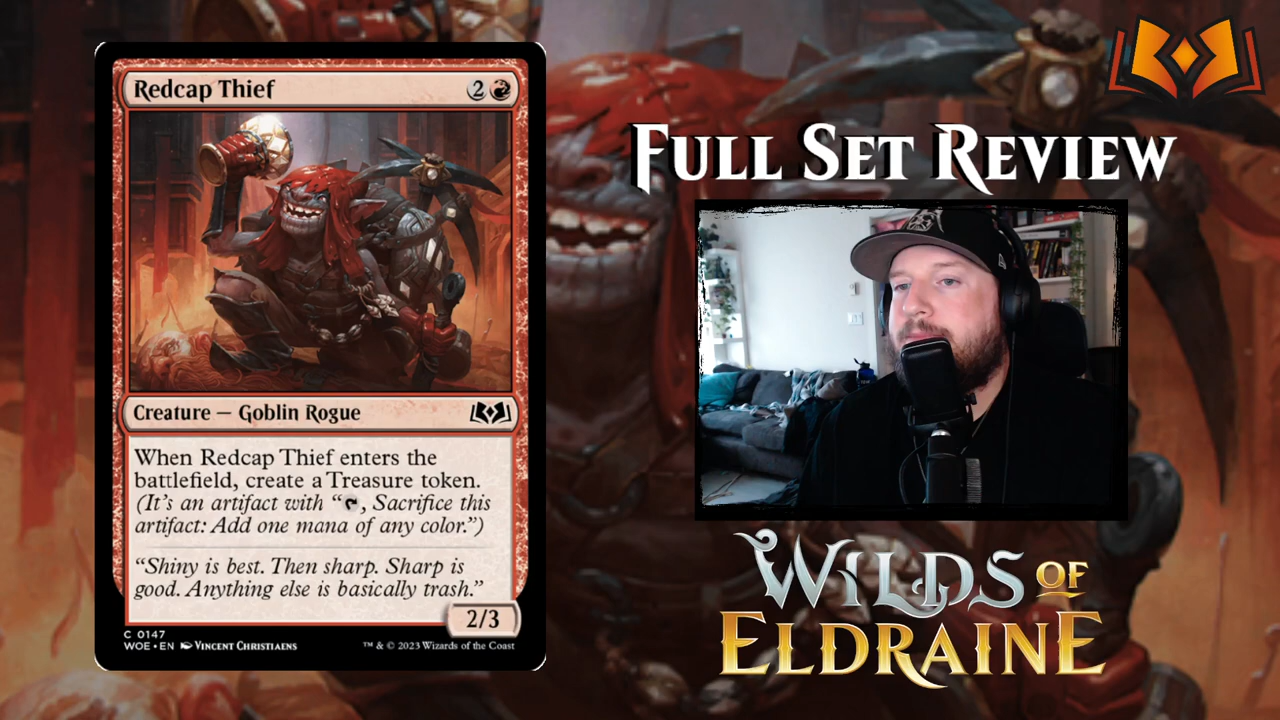 Redcap Thief
2
Creature — Goblin Rogue
When Redcap Thief enters the
battlefield, create a Treasure token.
(It's an artifact with “, Sacrifice this
artifact: Add one mana of any color.”)
“Shiny is best. Then sharp. Sharp is
good. Anything else is basically trash.”
2/3
C 0147
WOE • EN Vincent Christiaens
™ & © 2023 Wizards of the Coast
Full Set Review
Wilds of
Eldraine